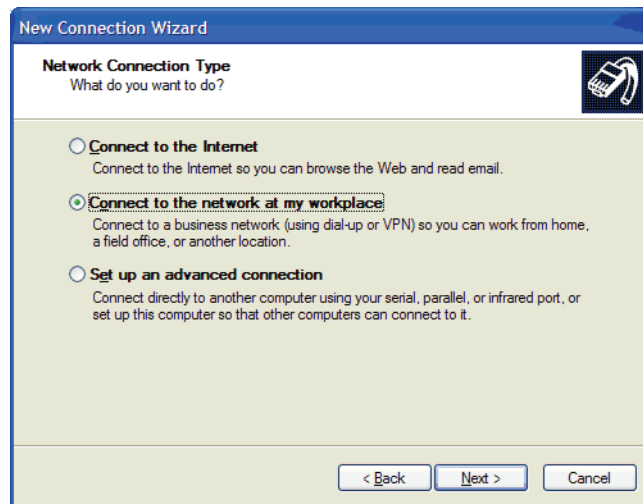 New Connection Wizard
Network Connection Type
What do you want to do?
Connect to the Internet
Connect to the Internet so you can browse the Web and read email.
Connect to the network at my workplace
Connect to a business network (using dial-up or VPN) so you can work from home,
a field office, or another location.
Set up an advanced connection
Connect directly to another computer using your serial, parallel, or infrared port, or
set up this computer so that other computers can connect to it.
< Back Next > Cancel